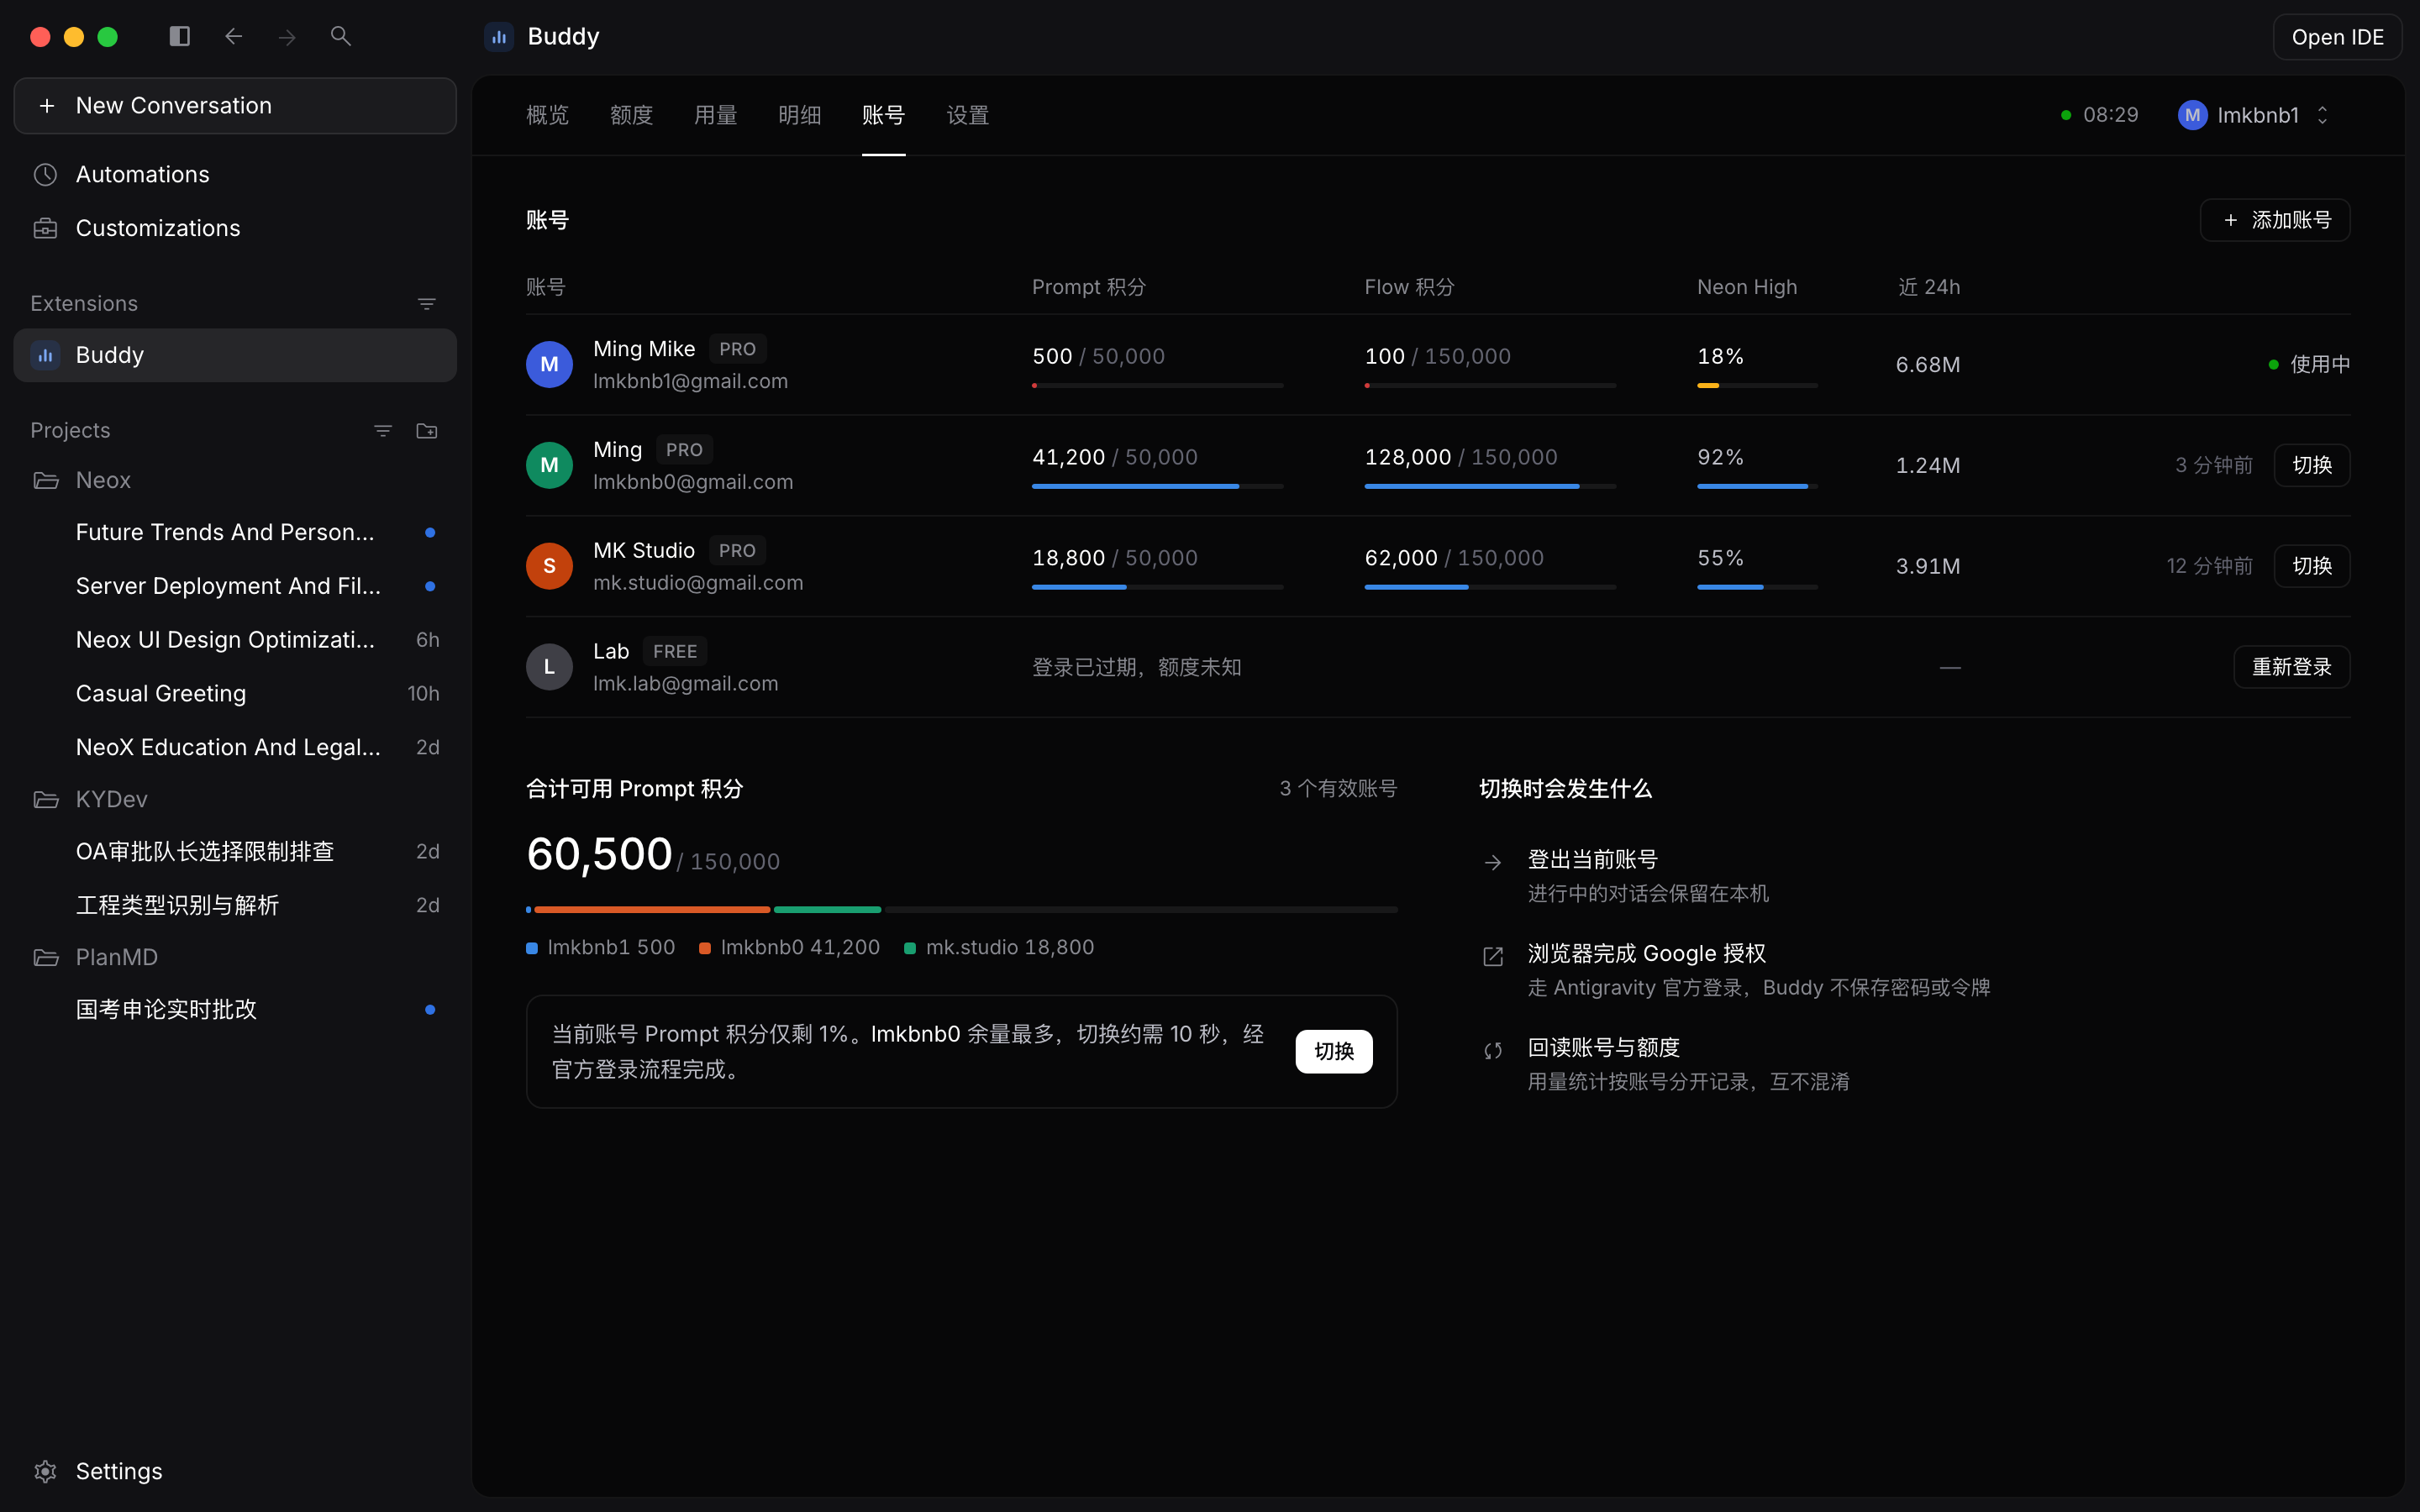 Buddy
Open IDE
New Conversation
Automations
Customizations
Extensions
Buddy
Projects
Neox
Future Trends And Person...
Server Deployment And Fil...
Neox UI Design Optimizati... 6h
Casual Greeting 10h
NeoX Education And Legal... 2d
KYDev
OA审批队长选择限制排查 2d
工程类型识别与解析 2d
PlanMD
国考申论实时批改
Settings
概览 额度 用量 明细 账号 设置
08:29 M lmkbnb1
账号
+ 添加账号
账号 Prompt 积分 Flow 积分 Neon High 近 24h
M Ming Mike PRO
lmkbnb1@gmail.com
500 / 50,000 100 / 150,000 18% 6.68M 使用中
M Ming PRO
lmkbnb0@gmail.com
41,200 / 50,000 128,000 / 150,000 92% 1.24M 3 分钟前 切换
S MK Studio PRO
mk.studio@gmail.com
18,800 / 50,000 62,000 / 150,000 55% 3.91M 12 分钟前 切换
L Lab FREE
lmk.lab@gmail.com
登录已过期，额度未知 — 重新登录
合计可用 Prompt 积分 3 个有效账号
60,500 / 150,000
lmkbnb1 500 lmkbnb0 41,200 mk.studio 18,800
当前账号 Prompt 积分仅剩 1%。lmkbnb0 余量最多，切换约需 10 秒，经
官方登录流程完成。
切换
切换时会发生什么
登出当前账号
进行中的对话会保留在本机
浏览器完成 Google 授权
走 Antigravity 官方登录，Buddy 不保存密码或令牌
回读账号与额度
用量统计按账号分开记录，互不混淆